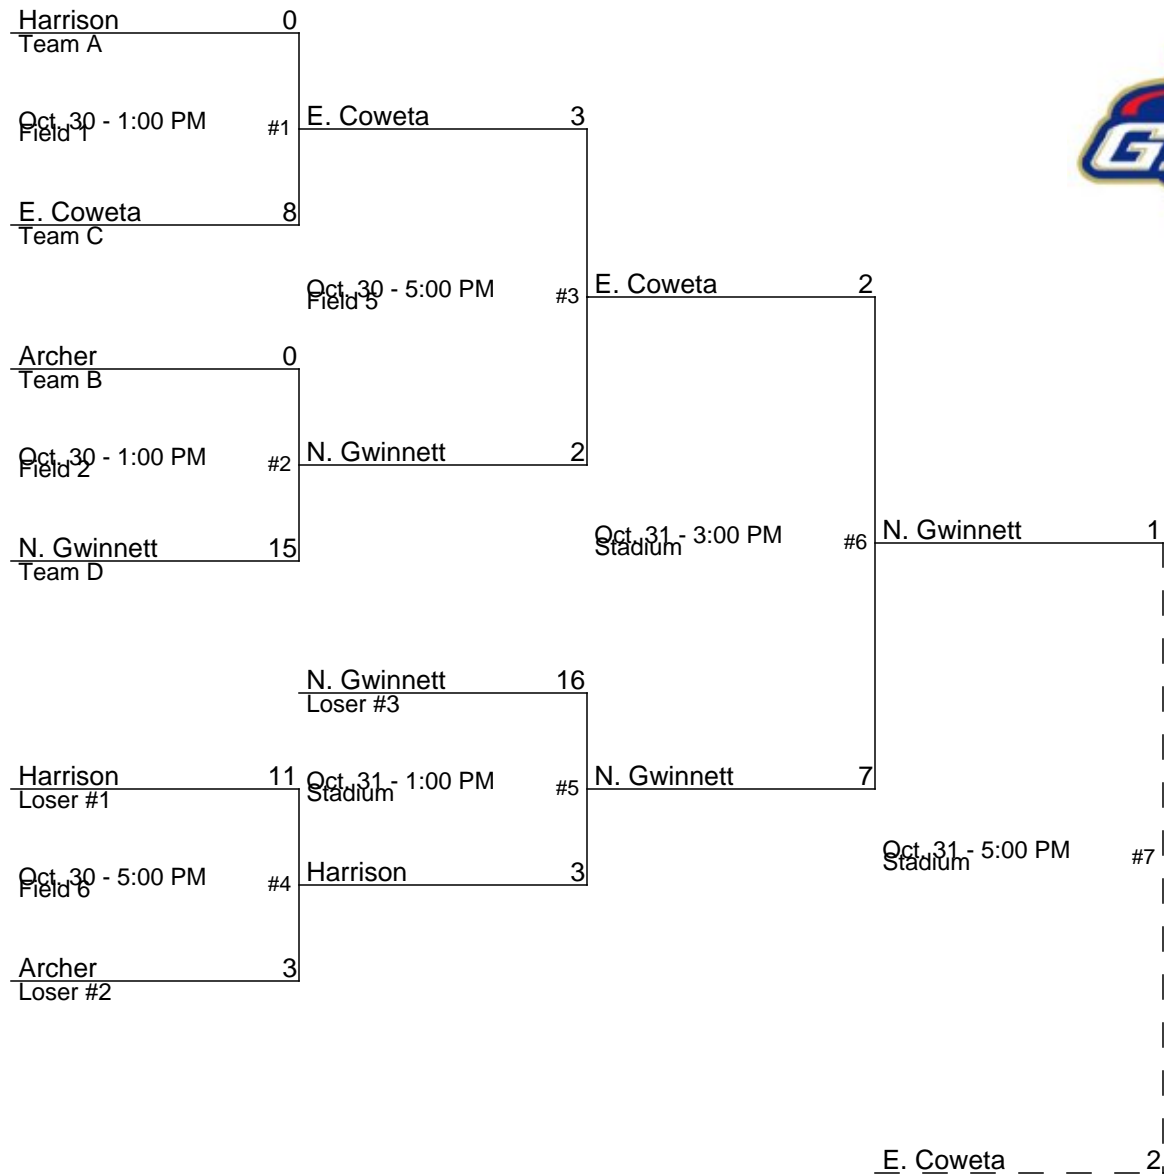 Harrison 0
Team A
Oct. 30 - 1:00 PM
Field 1
#1
E. Coweta 3
E. Coweta 8
Team C
Oct. 30 - 5:00 PM
Field 5
#3
E. Coweta 2
Archer 0
Team B
Oct. 30 - 1:00 PM
Field 2
#2
N. Gwinnett 2
N. Gwinnett 15
Team D
Oct. 31 - 3:00 PM
Stadium
#6
N. Gwinnett 1
N. Gwinnett 16
Loser #3
Harrison 11
Loser #1
Oct. 31 - 1:00 PM
Stadium
#5
N. Gwinnett 7
Oct. 30 - 5:00 PM
Field 6
#4
Harrison 3
Oct. 31 - 5:00 PM
Stadium
#7
Archer 3
Loser #2
E. Coweta 2